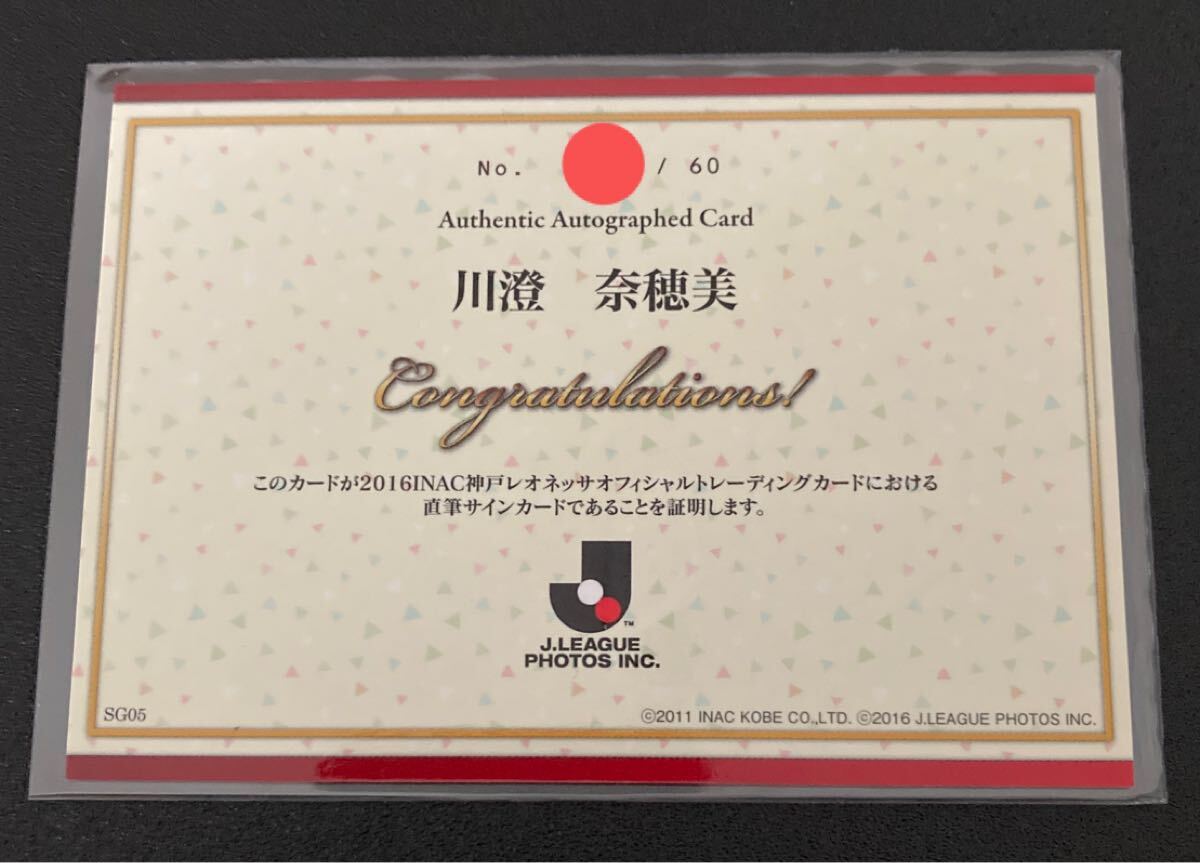 No. / 60
Authentic Autographed Card
川澄 奈穂美
Congratulations!
このカードが2016INAC神戸レオネッサオフィシャルトレーディングカードにおける
直筆サインカードであることを証明します。
TM
J.LEAGUE
PHOTOS INC.
SG05
©2011 INAC KOBE CO.,LTD. ©2016 J.LEAGUE PHOTOS INC.